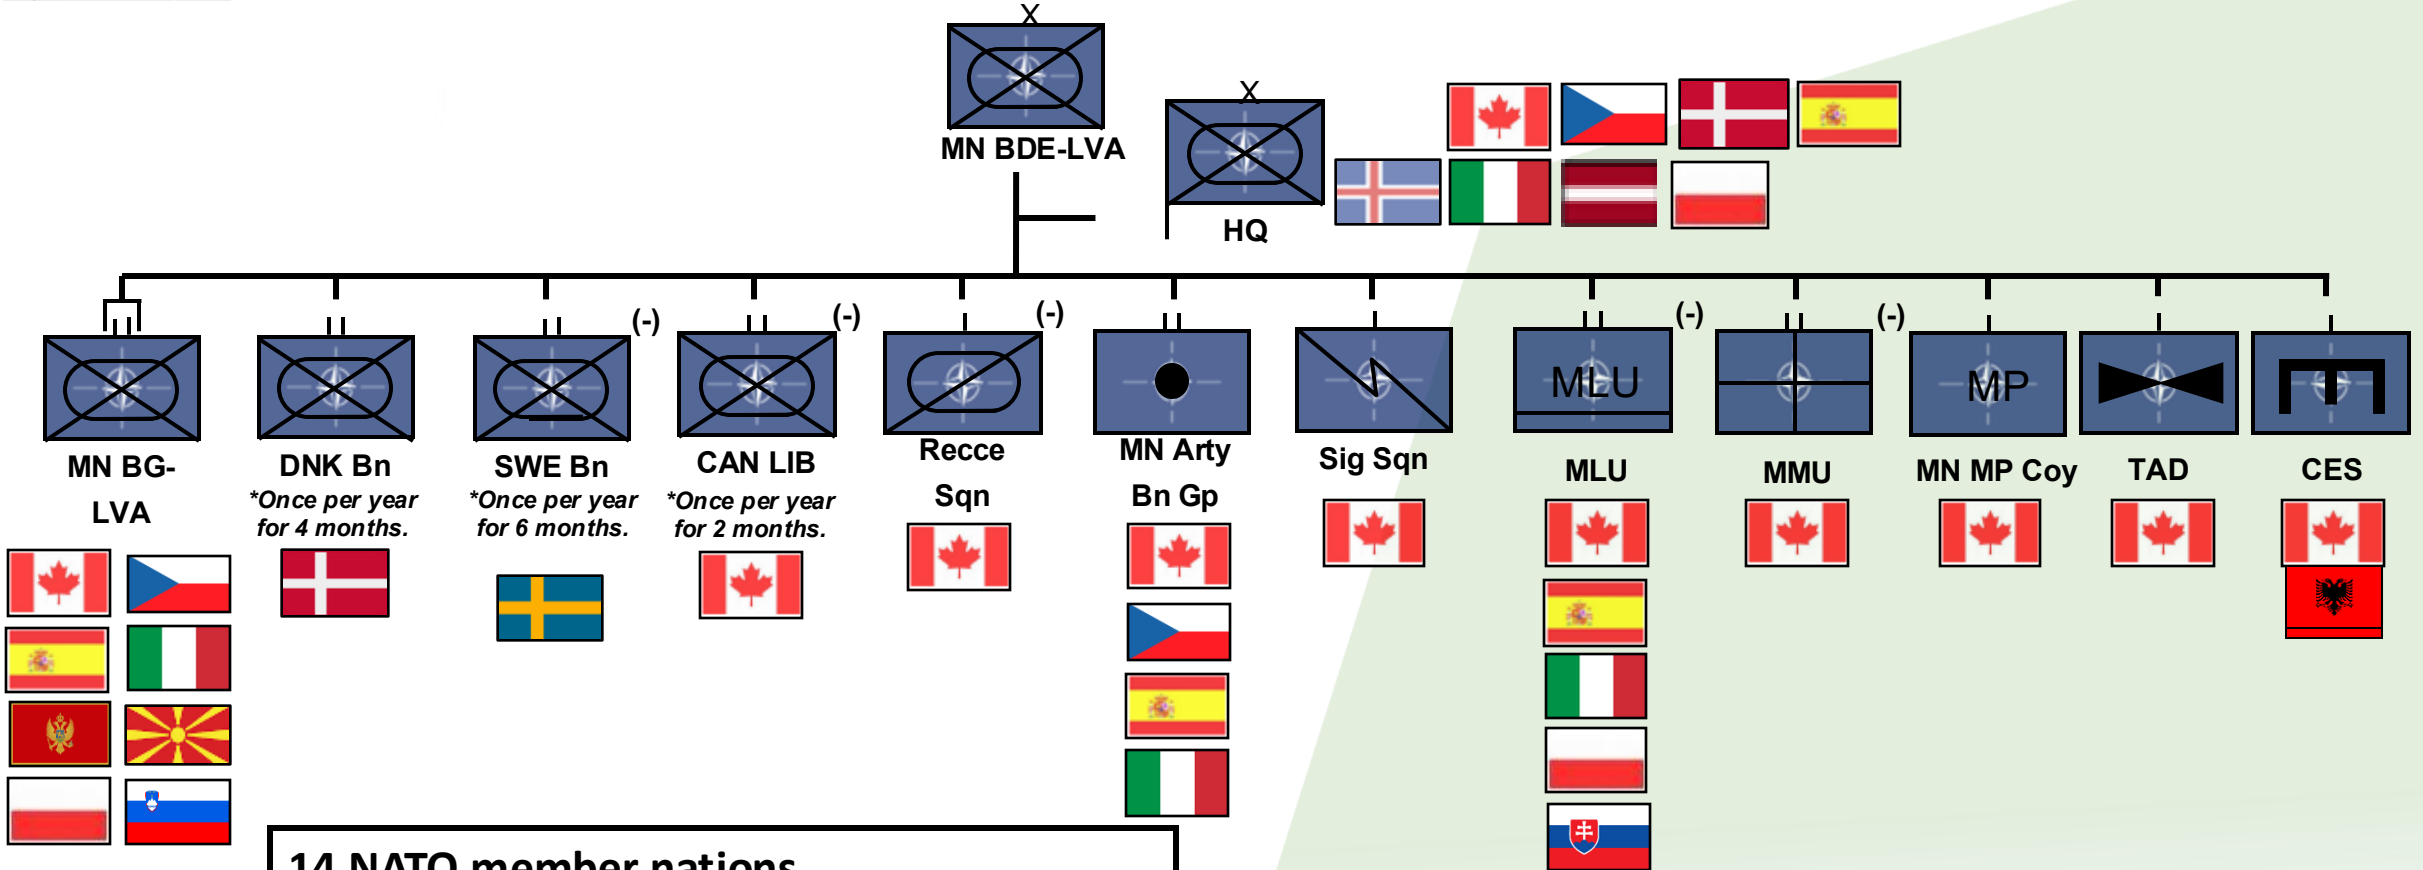 X
MN BDE-LVA
X
HQ
(-)
(-)
(-)
(-)
(-)
MLU
MP
MN BG-
LVA
DNK Bn
*Once per year
for 4 months.
SWE Bn
*Once per year
for 6 months.
CAN LIB
*Once per year
for 2 months.
Recce
Sqn
MN Arty
Bn Gp
Sig Sqn
MLU
MMU
MN MP Coy
TAD
CES
14 NATO member nations